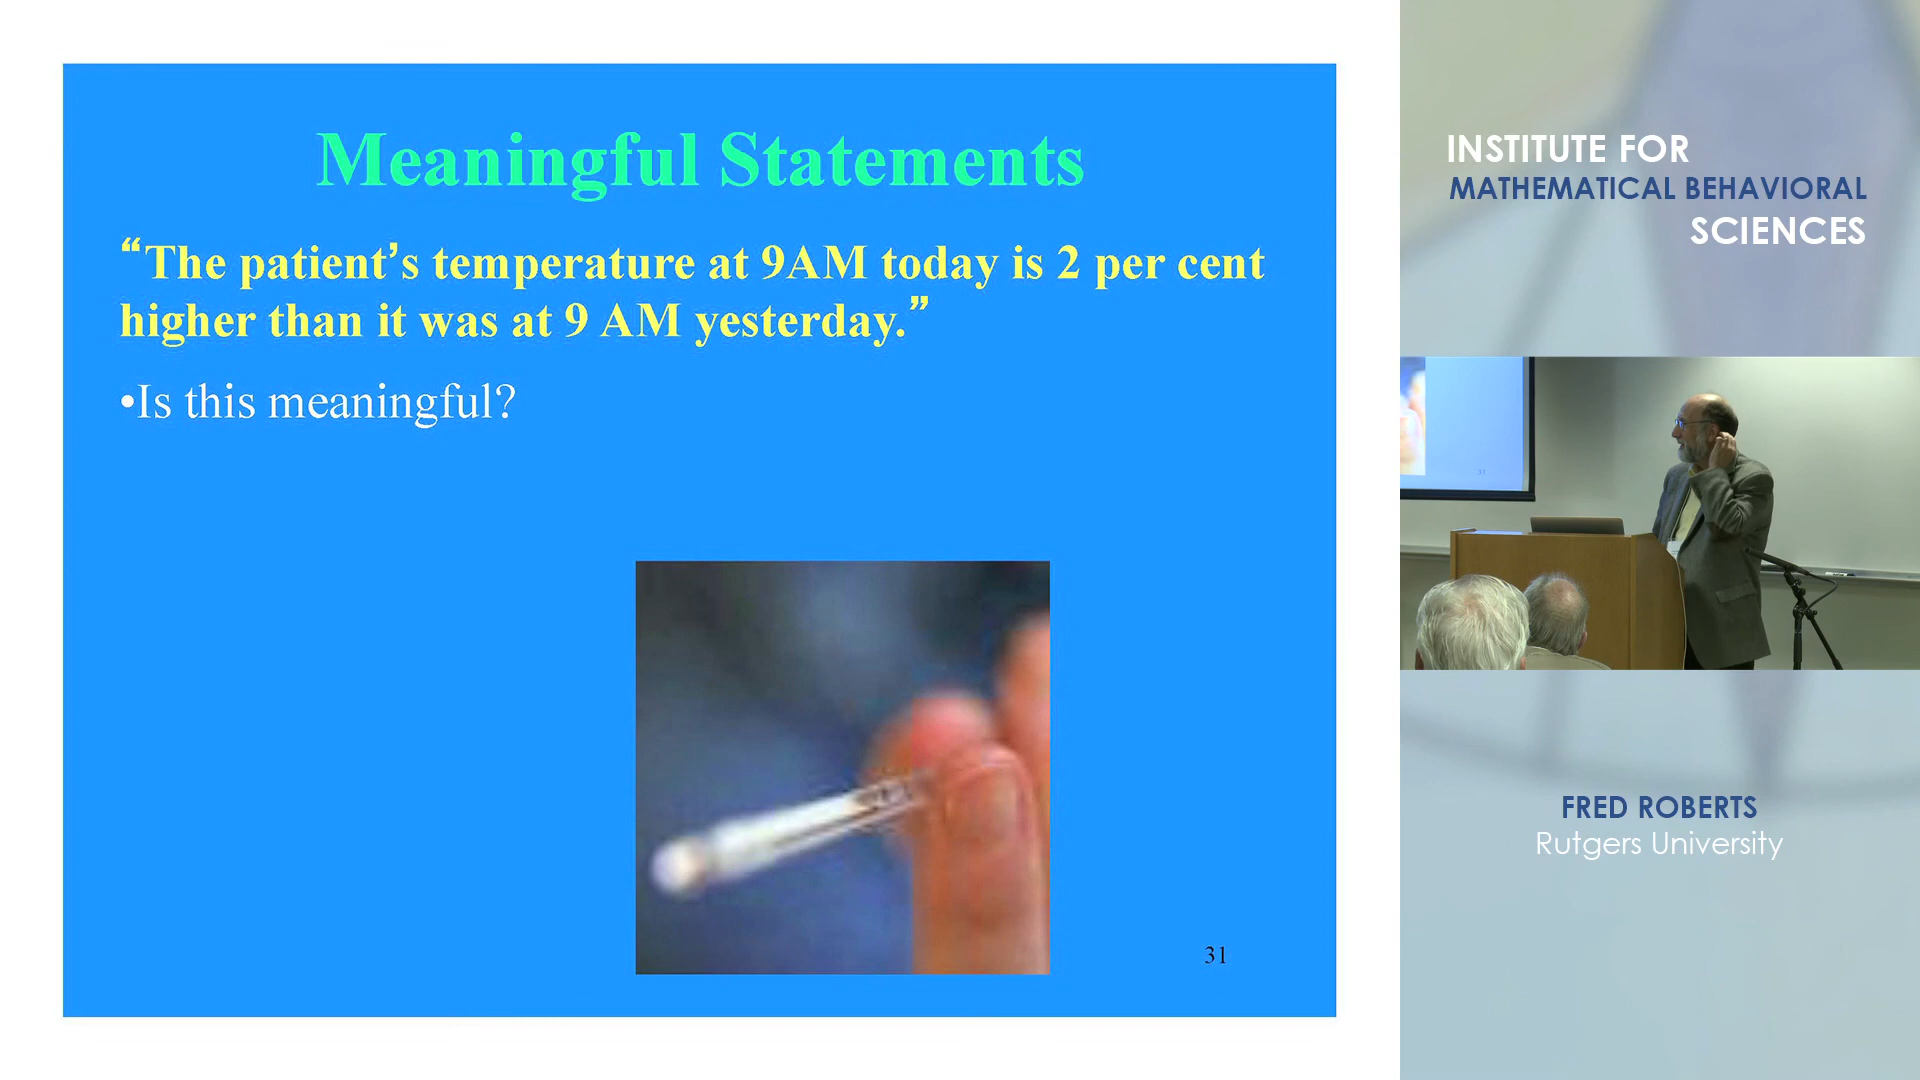 Meaningful Statements
“The patient’s temperature at 9AM today is 2 per cent
higher than it was at 9 AM yesterday.”
•Is this meaningful?
31
INSTITUTE FOR
MATHEMATICAL BEHAVIORAL
SCIENCES
FRED ROBERTS
Rutgers University